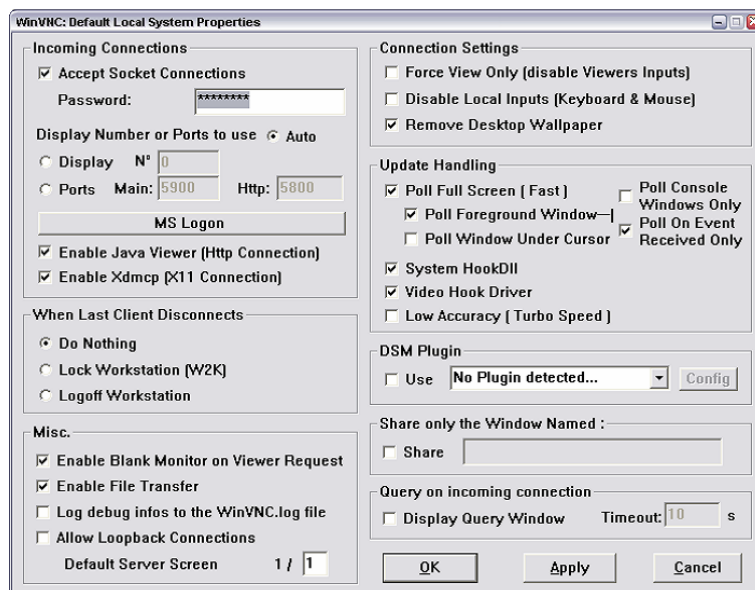 WinVNC: Default Local System Properties
Incoming Connections
Accept Socket Connections
Password: ********
Display Number or Ports to use Auto
Display N° 0
Ports Main: 5900 Http: 5800
MS Logon
Enable Java Viewer (Http Connection)
Enable Xdmcp (X11 Connection)
When Last Client Disconnects
Do Nothing
Lock Workstation (W2K)
Logoff Workstation
Misc.
Enable Blank Monitor on Viewer Request
Enable File Transfer
Log debug infos to the WinVNC.log file
Allow Loopback Connections
Default Server Screen 1 / 1
Connection Settings
Force View Only (disable Viewers Inputs)
Disable Local Inputs (Keyboard & Mouse)
Remove Desktop Wallpaper
Update Handling
Poll Full Screen ( Fast )
Poll Foreground Window
Poll Window Under Cursor
Poll Console
Windows Only
Poll On Event
Received Only
System HookDll
Video Hook Driver
Low Accuracy ( Turbo Speed )
DSM Plugin
Use No Plugin detected... Config
Share only the Window Named :
Share
Query on incoming connection
Display Query Window Timeout: 10 s
OK Apply Cancel